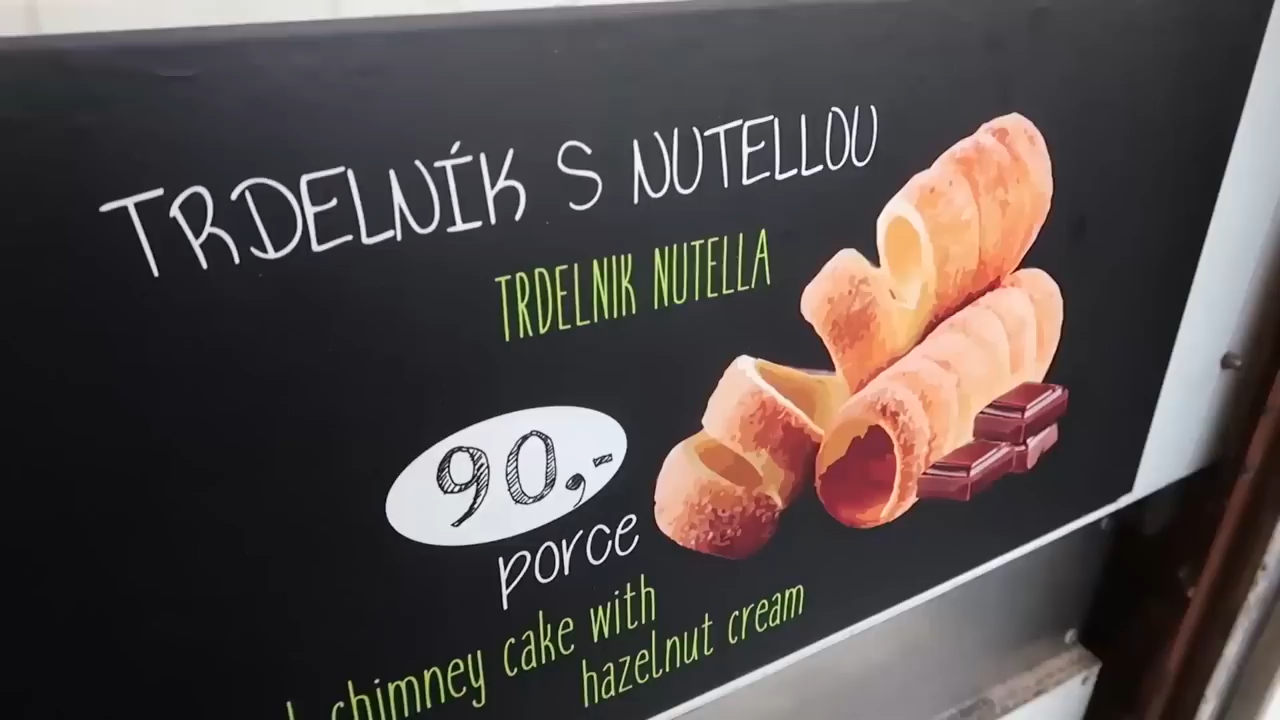 TRDELNÍK S NUTELLOU
TRDELNIK NUTELLA
90,-
porce
chimney cake with
hazelnut cream